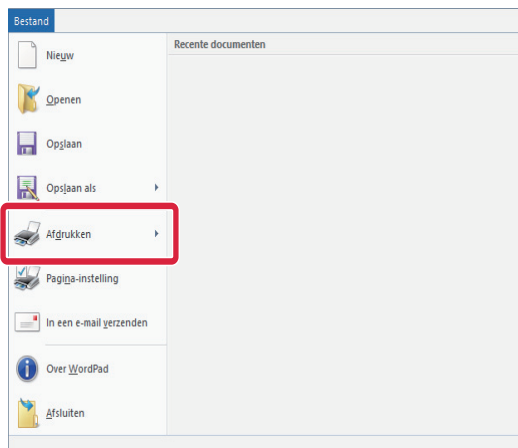 Bestand
Recente documenten
Nieuw
Openen
Opslaan
Opslaan als
Afdrukken
Pagina-instelling
In een e-mail verzenden
Over WordPad
Afsluiten